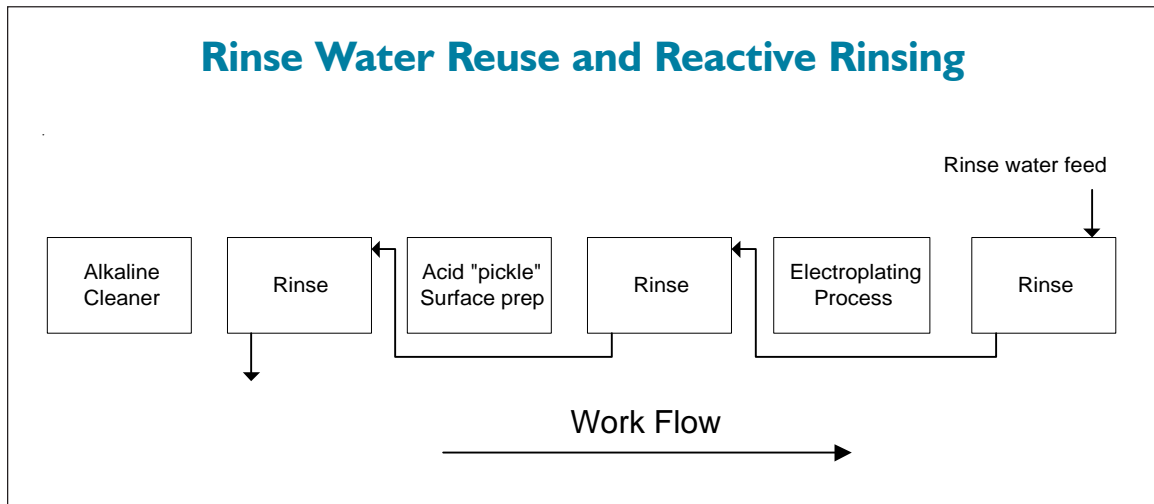 Rinse Water Reuse and Reactive Rinsing
Rinse water feed
Alkaline
Cleaner
Rinse
Acid "pickle"
Surface prep
Rinse
Electroplating
Process
Rinse
Work Flow